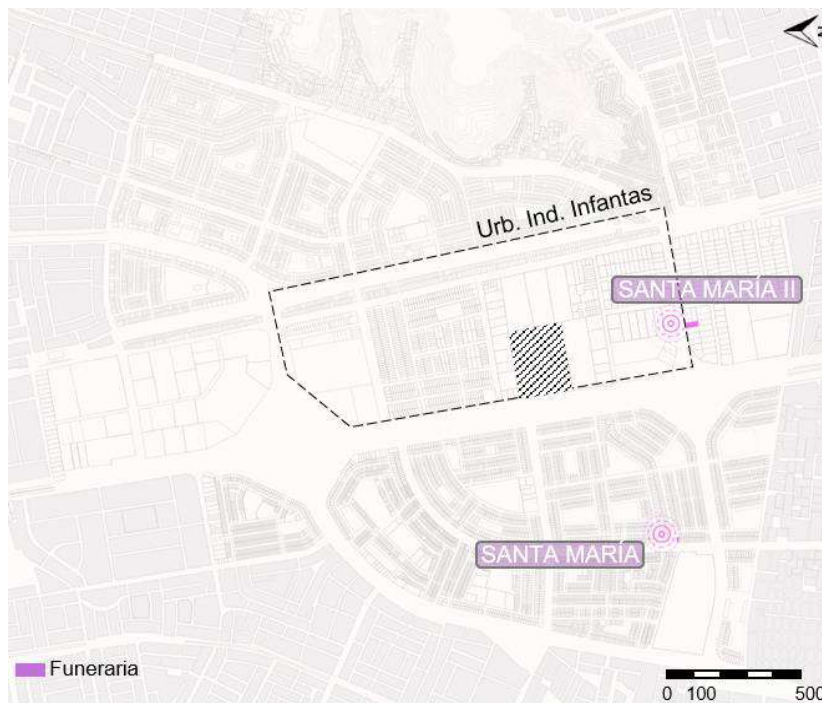 Urb. Ind. Infantas
SANTA MARÍA II
SANTA MARÍA
Funeraria
0 100 500